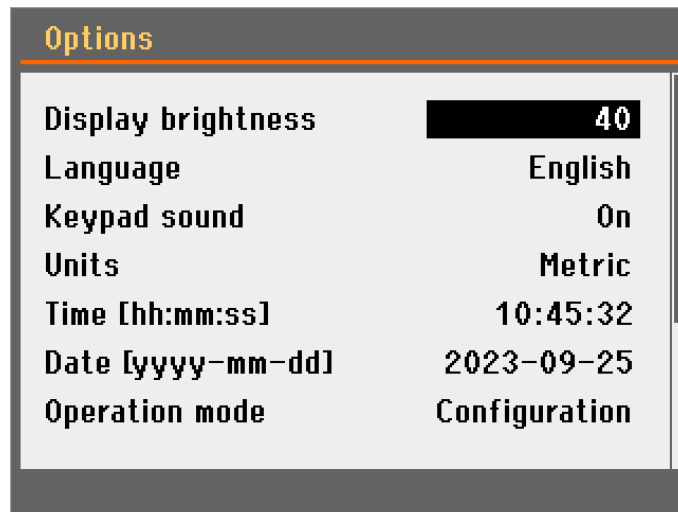 Options
Display brightness 40
Language English
Keypad sound On
Units Metric
Time [hh:mm:ss] 10:45:32
Date [yyyy-mm-dd] 2023-09-25
Operation mode Configuration